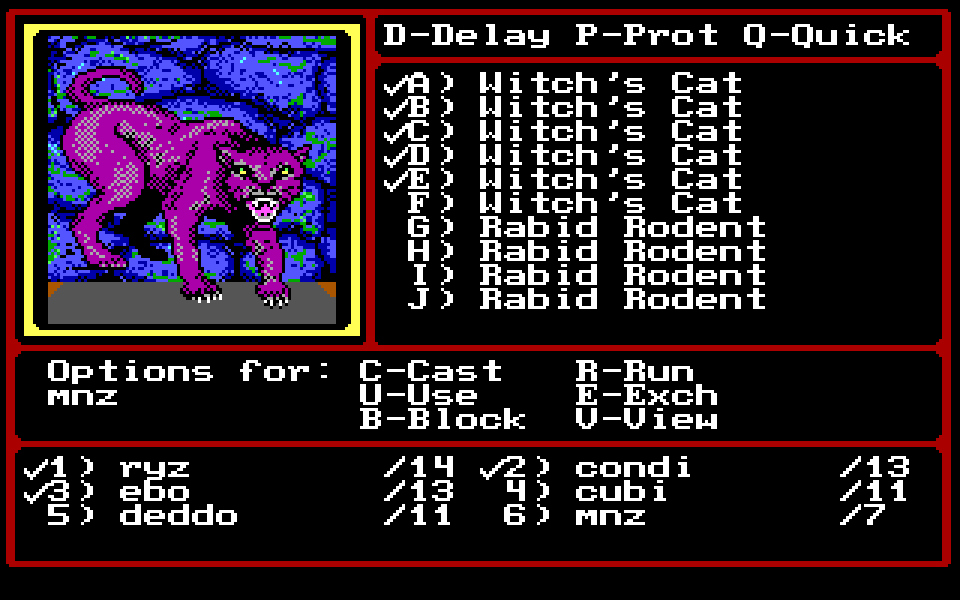 D-Delay P-Prot Q-Quick
✓A) Witch's Cat
✓B) Witch's Cat
✓C) Witch's Cat
✓D) Witch's Cat
✓E) Witch's Cat
F) Witch's Cat
G) Rabid Rodent
H) Rabid Rodent
I) Rabid Rodent
J) Rabid Rodent
Options for: C-Cast R-Run
mnz U-Use E-Exch
B-Block V-View
✓1) ryz /14 ✓2) condi /13
✓3) ebo /13 4) cubi /11
5) deddo /11 6) mnz /7